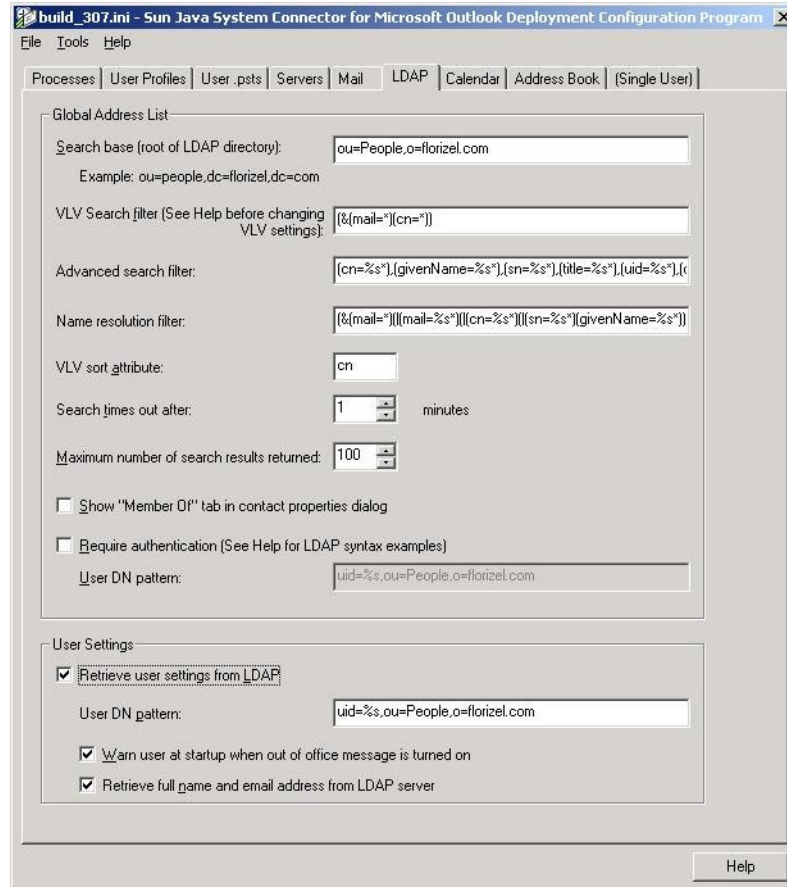 build_307.ini - Sun Java System Connector for Microsoft Outlook Deployment Configuration Program
File Tools Help
Processes User Profiles User .psts Servers Mail LDAP Calendar Address Book (Single User)
Global Address List
Search base (root of LDAP directory): ou=People,o=florizel.com
Example: ou=people,dc=florizel,dc=com
VLV Search filter (See Help before changing
VLV settings): (&(mail=*)(cn=*))
Advanced search filter: (cn=%s*),(givenName=%s*),(sn=%s*),(title=%s*),(uid=%s*),(
Name resolution filter: (&(mail=*)(|(mail=%s*)(|(cn=%s*)(|(sn=%s*)(givenName=%s*))
VLV sort attribute: cn
Search times out after: 1 minutes
Maximum number of search results returned: 100
Show "Member Of" tab in contact properties dialog
Require authentication (See Help for LDAP syntax examples)
User DN pattern: uid=%s,ou=People,o=florizel.com
User Settings
Retrieve user settings from LDAP
User DN pattern: uid=%s,ou=People,o=florizel.com
Warn user at startup when out of office message is turned on
Retrieve full name and email address from LDAP server
Help